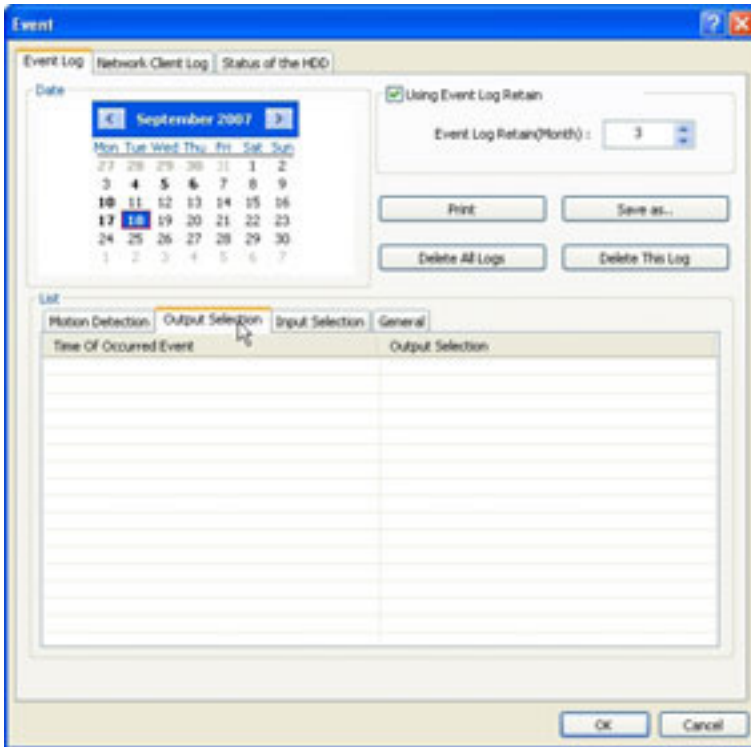 Event
Event Log Network Client Log Status of the HDD
Date
September 2007
Mon Tue Wed Thu Fri Sat Sun
27 28 29 30 31 1 2
3 4 5 6 7 8 9
10 11 12 13 14 15 16
17 18 19 20 21 22 23
24 25 26 27 28 29 30
1 2 3 4 5 6 7
Using Event Log Retain
Event Log Retain(Month) : 3
Print Save as...
Delete All Logs Delete This Log
List
Motion Detection Output Selection Input Selection General
Time Of Occurred Event Output Selection
OK Cancel